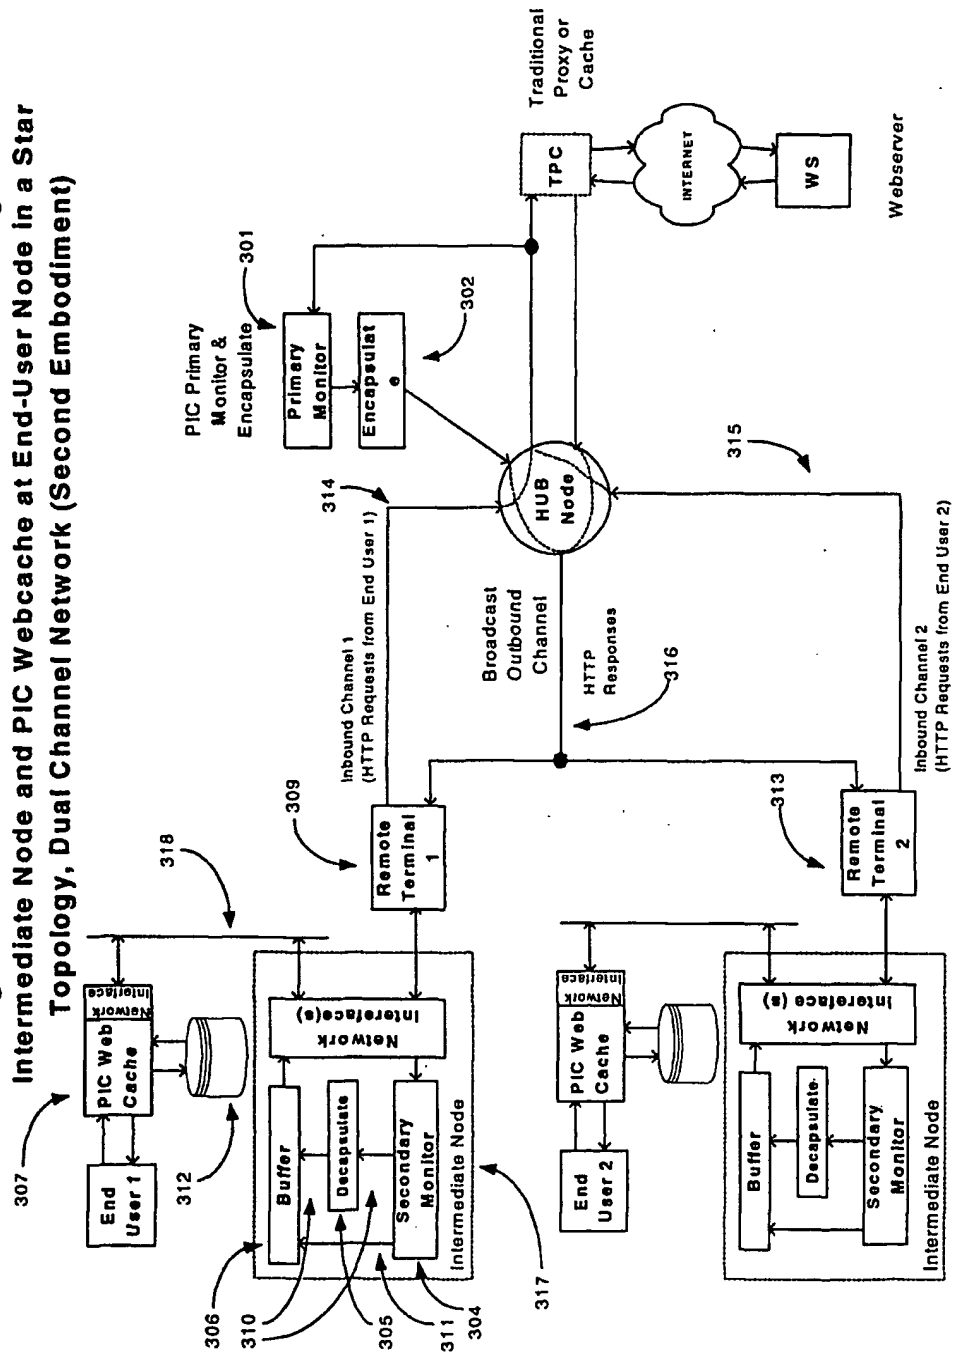 Intermediate Node and PIC Webcache at End-User Node in a Star
Topology, Dual Channel Network (Second Embodiment)
307
End
User 1
PIC Web
Cache
Network
Interface
312
318
306
310
305
311
304
Buffer
Decapsulate
Secondary
Monitor
Network
Intereface(s)
Intermediate Node
317
309
Remote
Terminal
1
314
Inbound Channel 1
(HTTP Requests from End User 1)
PIC Primary
Monitor &
Encapsulate
301
Primary
Monitor
Encapsulat
e
302
HUB
Node
Broadcast
Outbound
Channel
HTTP
Responses
316
TPC
Traditional
Proxy or
Cache
INTERNET
WS
Webserver
315
Inbound Channel 2
(HTTP Requests from End User 2)
313
Remote
Terminal
2
End
User 2
PIC Web
Cache
Network
Interface
Buffer
Decapsulate.
Secondary
Monitor
Network
Intereface (s)
Intermediate Node